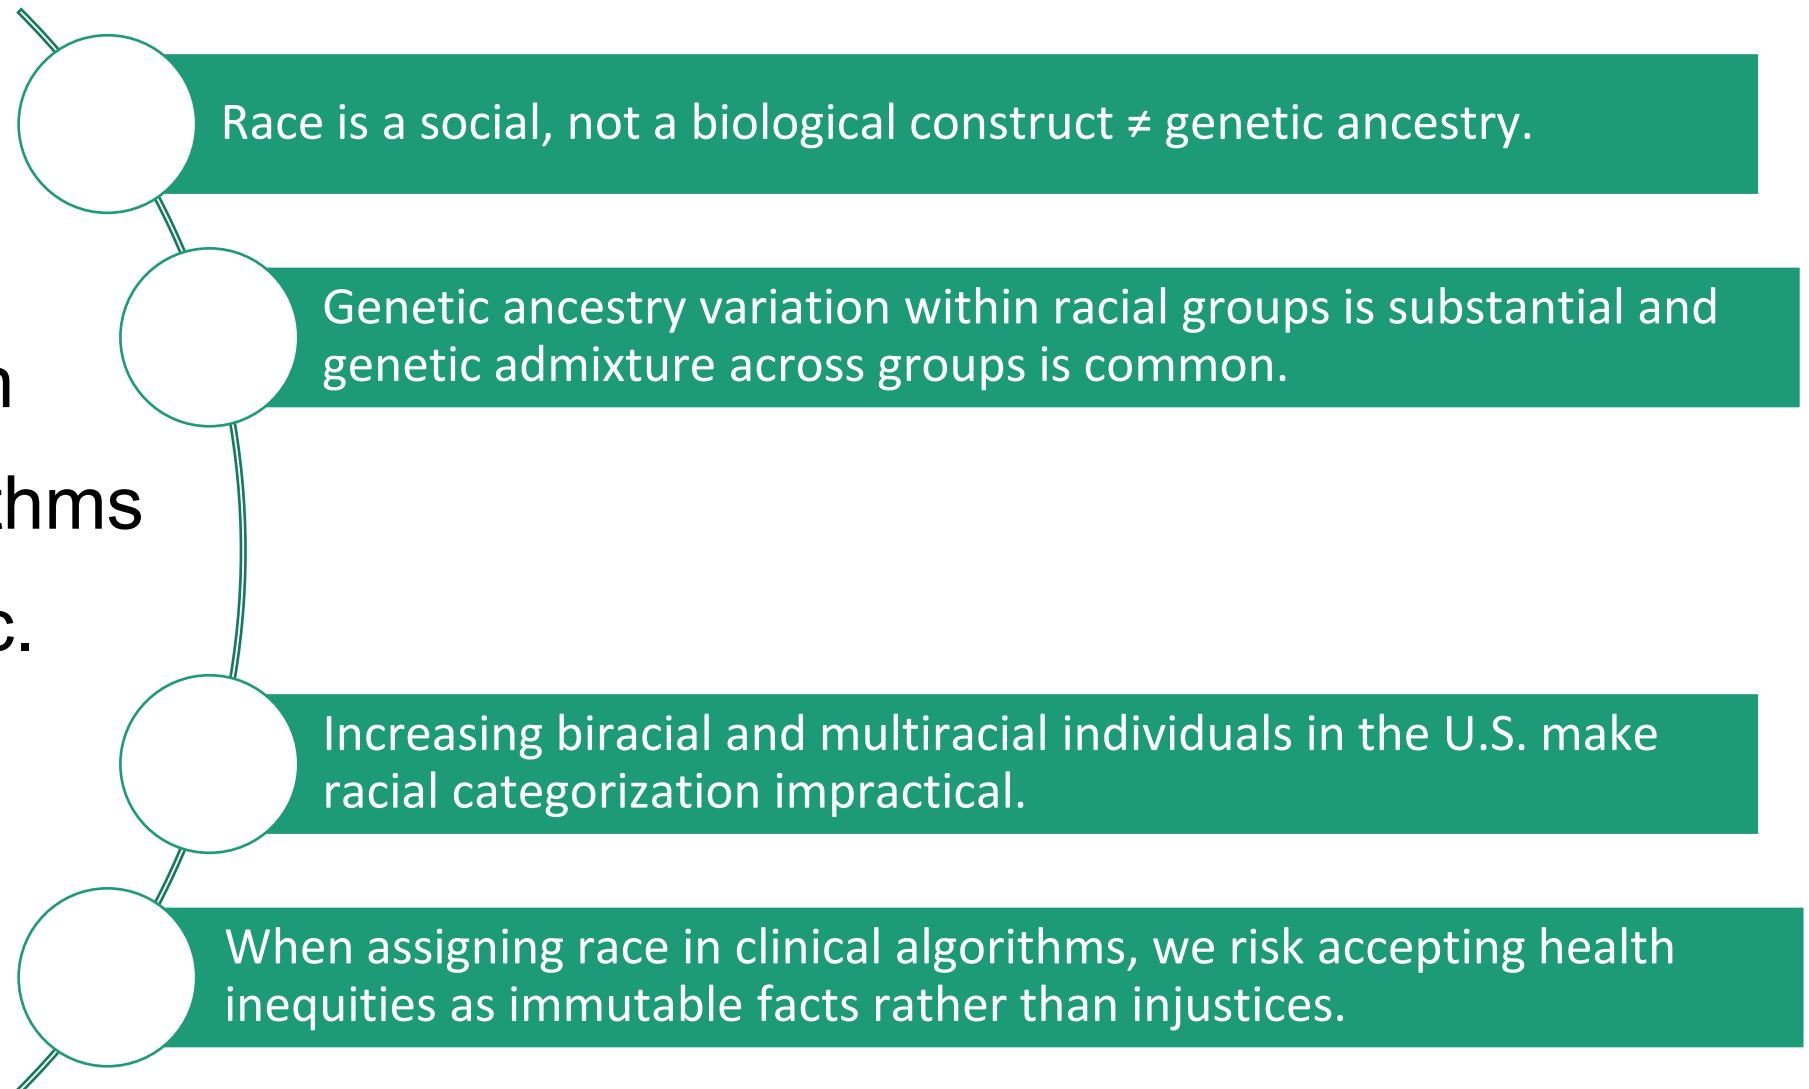 Race is a social, not a biological construct ≠ genetic ancestry.
Genetic ancestry variation within racial groups is substantial and
genetic admixture across groups is common.
thms
c.
Increasing biracial and multiracial individuals in the U.S. make
racial categorization impractical.
When assigning race in clinical algorithms, we risk accepting health
inequities as immutable facts rather than injustices.